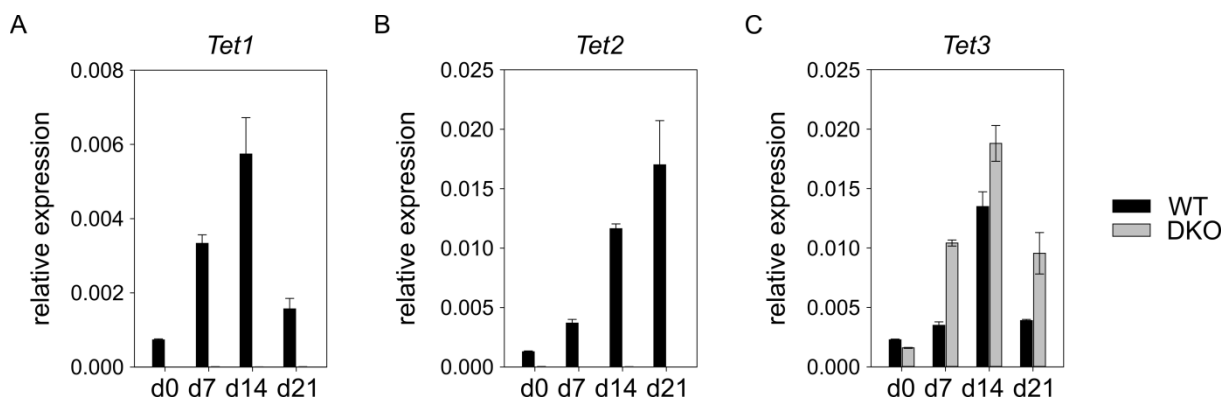 A
Tet1
relative expression
0.008
0.006
0.004
0.002
0.000
d0 d7 d14 d21
B
Tet2
relative expression
0.025
0.020
0.015
0.010
0.005
0.000
d0 d7 d14 d21
C
Tet3
relative expression
0.025
0.020
0.015
0.010
0.005
0.000
d0 d7 d14 d21
WT
DKO